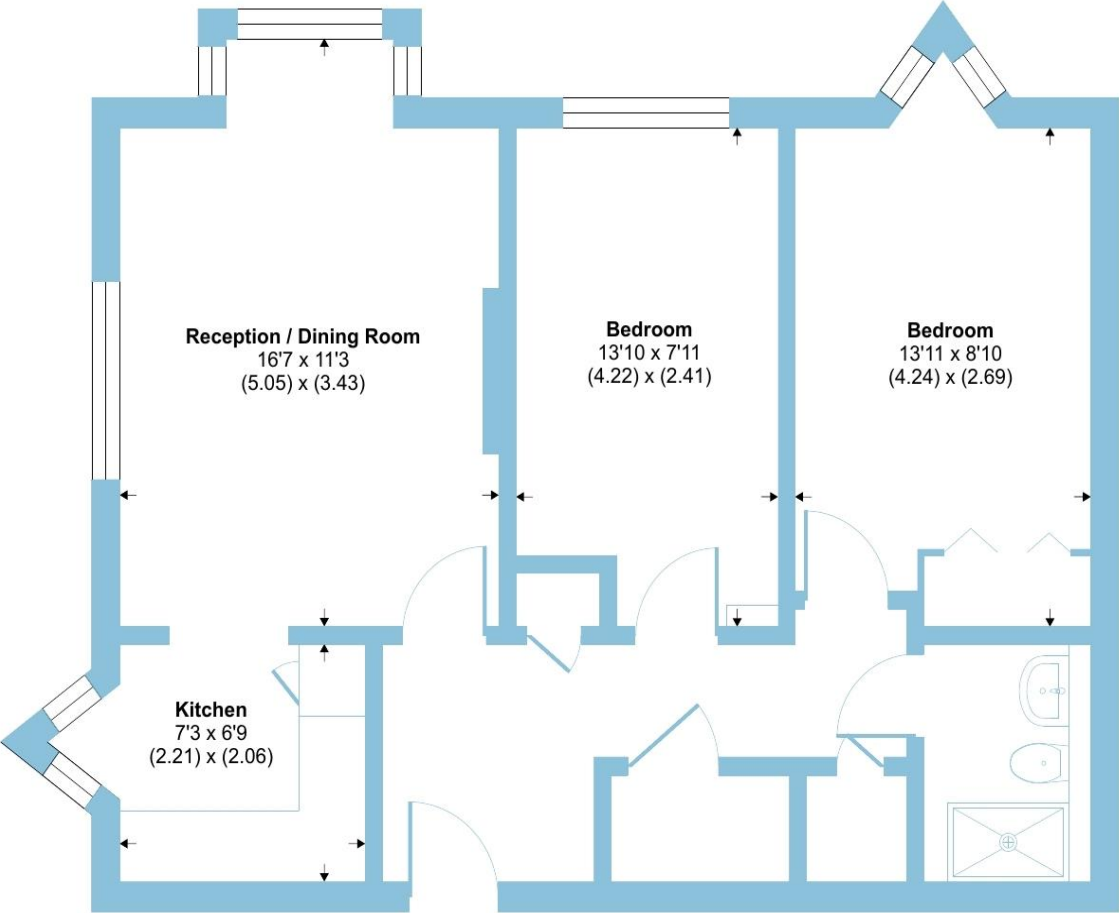 Reception / Dining Room
16'7 x 11'3
(5.05) x (3.43)
Bedroom
13'10 x 7'11
(4.22) x (2.41)
Bedroom
13'11 x 8'10
(4.24) x (2.69)
Kitchen
7'3 x 6'9
(2.21) x (2.06)